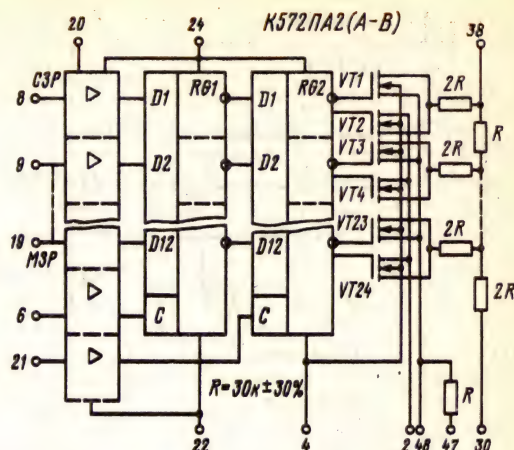 К572ПА2(А-В)
20
24
38
СЗР
8
D1
RG1
D1
RG2
VT1
2R
R
9
D2
D2
VT2
VT3
2R
VT4
19
МЗР
D12
D12
VT23
2R
VT24
2R
6
C
C
21
R=30к±30%
R
22
4
2
48
47
30